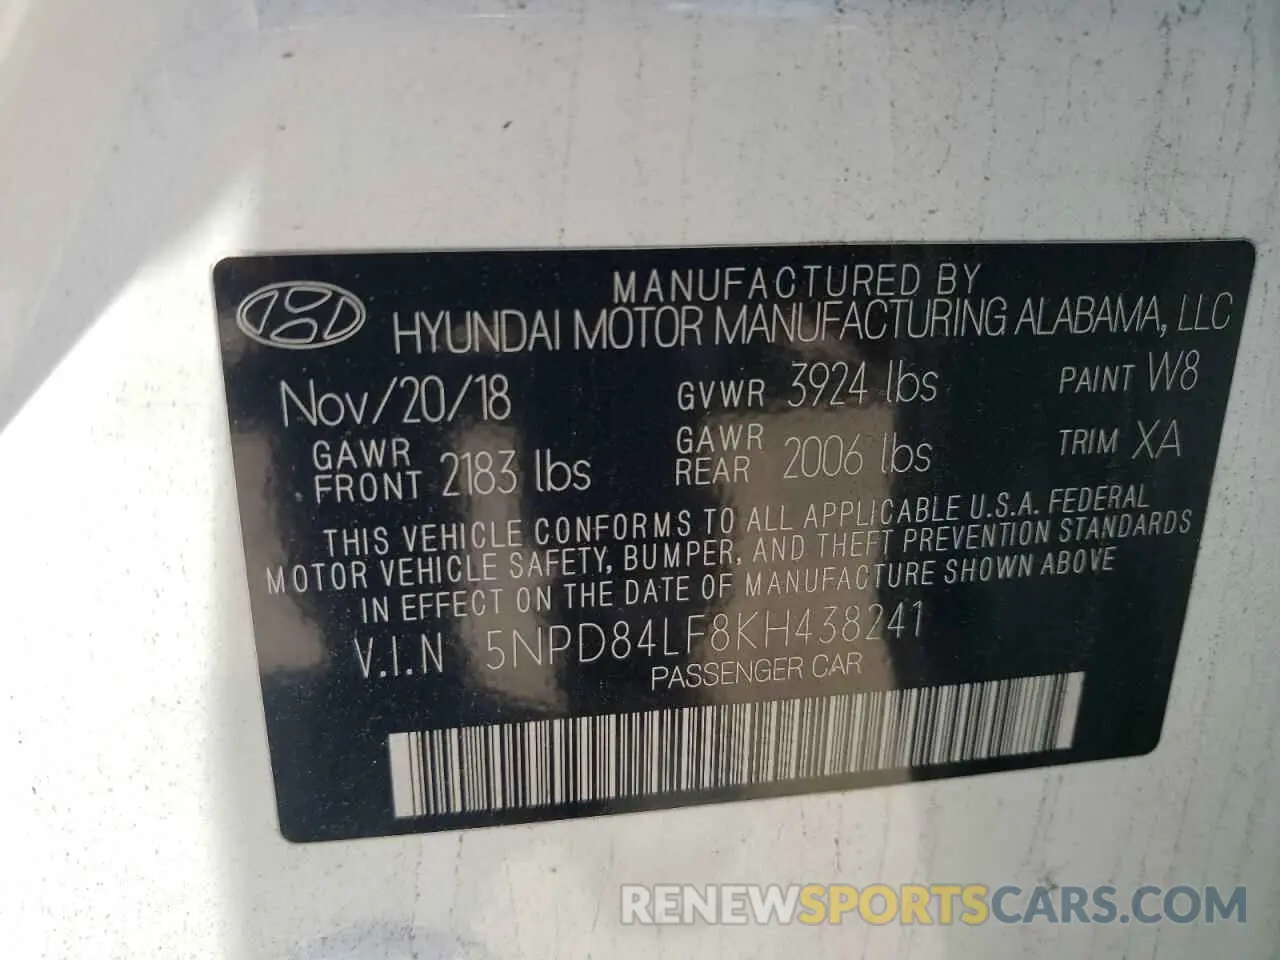 MANUFACTURED BY
HYUNDAI MOTOR MANUFACTURING ALABAMA, LLC
Nov/20/18 GVWR 3924 lbs PAINT W8
GAWR FRONT 2183 lbs GAWR REAR 2006 lbs TRIM XA
THIS VEHICLE CONFORMS TO ALL APPLICABLE U.S.A. FEDERAL
MOTOR VEHICLE SAFETY, BUMPER, AND THEFT PREVENTION STANDARDS
IN EFFECT ON THE DATE OF MANUFACTURE SHOWN ABOVE
V.I.N 5NPD84LF8KH438241
PASSENGER CAR
RENEWSPORTSCARS.COM